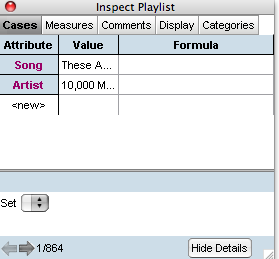 Inspect Playlist
Cases Measures Comments Display Categories
Attribute Value Formula
Song These A...
Artist 10,000 M...
<new>
Set
1/864 Hide Details